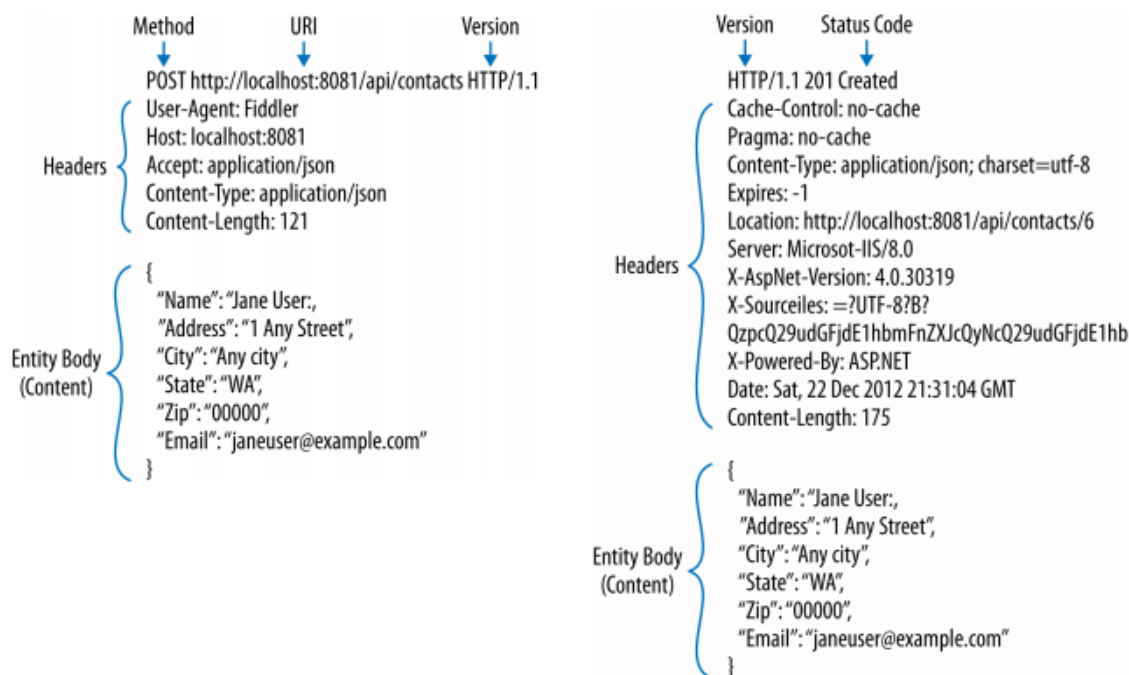 Method URI Version
POST http://localhost:8081/api/contacts HTTP/1.1
Headers
User-Agent: Fiddler
Host: localhost:8081
Accept: application/json
Content-Type: application/json
Content-Length: 121
Entity Body
(Content)
{
“Name”: “Jane User:,
”Address”: “1 Any Street”,
“City”: “Any city”,
“State”: “WA”,
“Zip”: “00000”,
“Email”: “janeuser@example.com”
}
Version Status Code
HTTP/1.1 201 Created
Headers
Cache-Control: no-cache
Pragma: no-cache
Content-Type: application/json; charset=utf-8
Expires: -1
Location: http://localhost:8081/api/contacts/6
Server: Microsot-IIS/8.0
X-AspNet-Version: 4.0.30319
X-Sourceiles: =?UTF-8?B?
QzpcQ29udGFjdE1hbmFnZXJcQyNcQ29udGFjdE1hb
X-Powered-By: ASP.NET
Date: Sat, 22 Dec 2012 21:31:04 GMT
Content-Length: 175
Entity Body
(Content)
{
“Name”: “Jane User:,
”Address”: “1 Any Street”,
“City”: “Any city”,
“State”: “WA”,
“Zip”: “00000”,
“Email”: “janeuser@example.com”
}